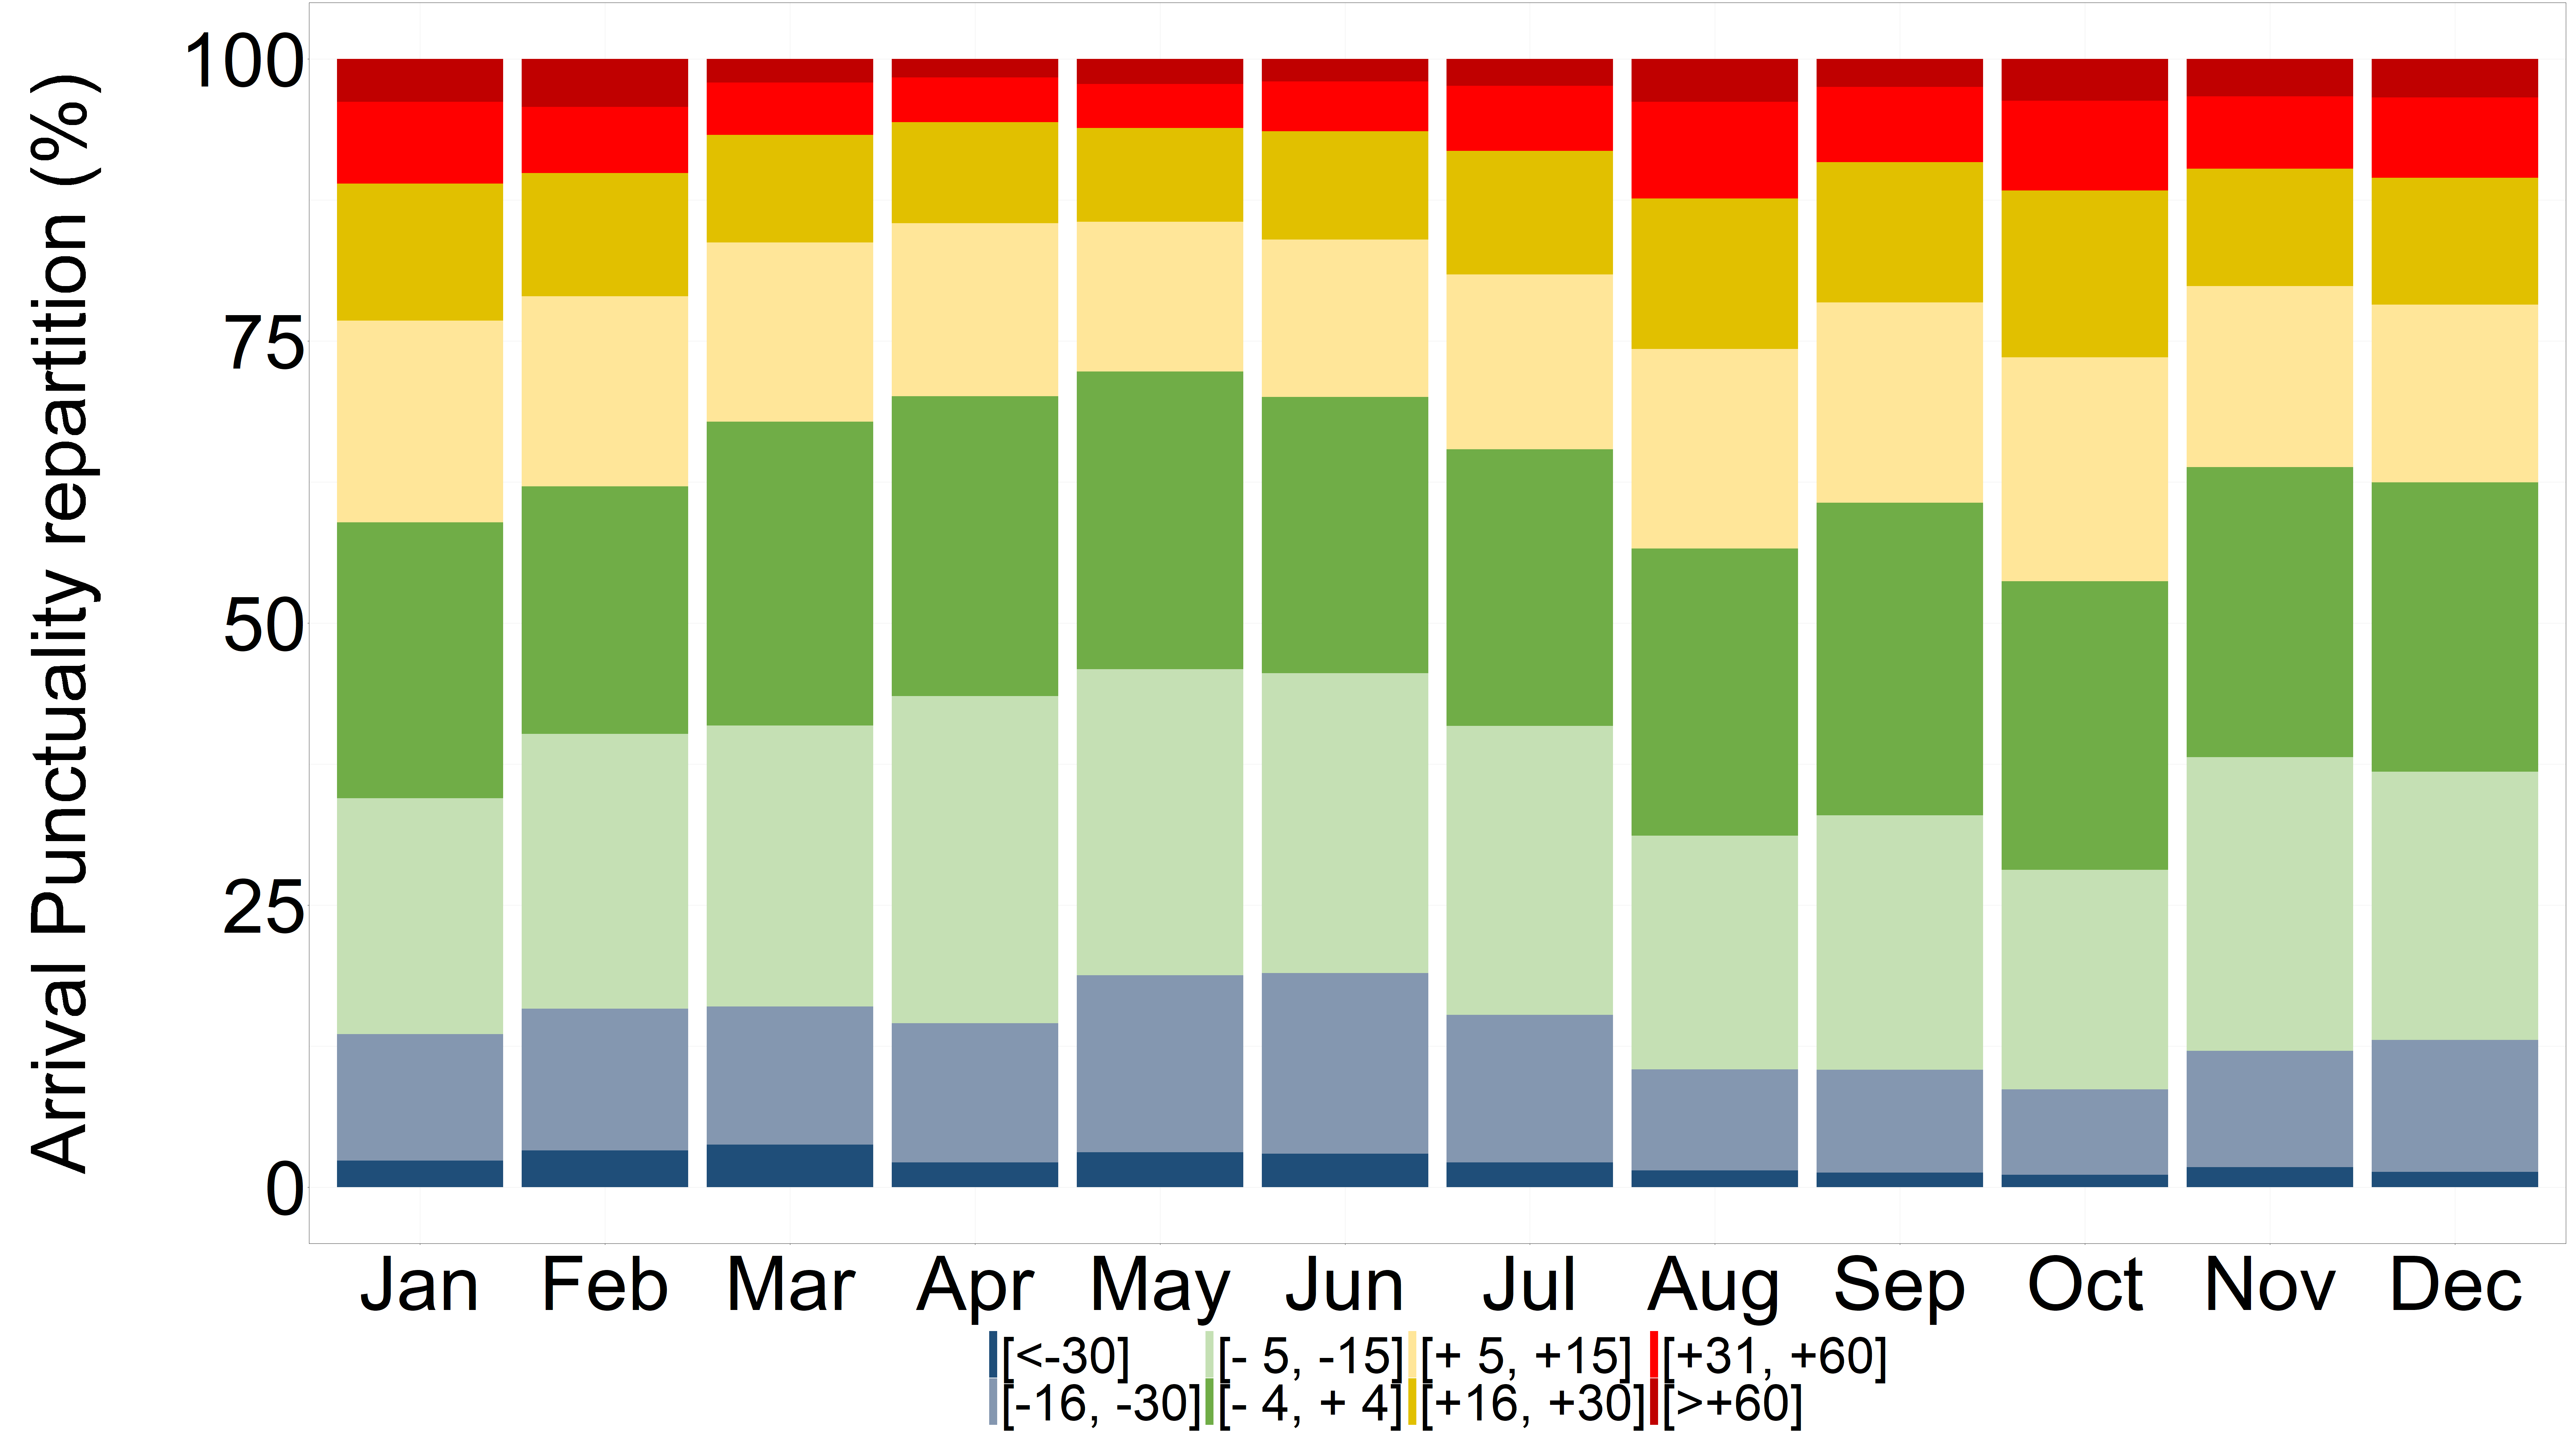 Arrival Punctuality repartition (%)
100
75
50
25
0
Jan Feb Mar Apr May Jun Jul Aug Sep Oct Nov Dec
[<-30] [- 5, -15] [+ 5, +15] [+31, +60]
[-16, -30] [- 4, + 4] [+16, +30] [>+60]